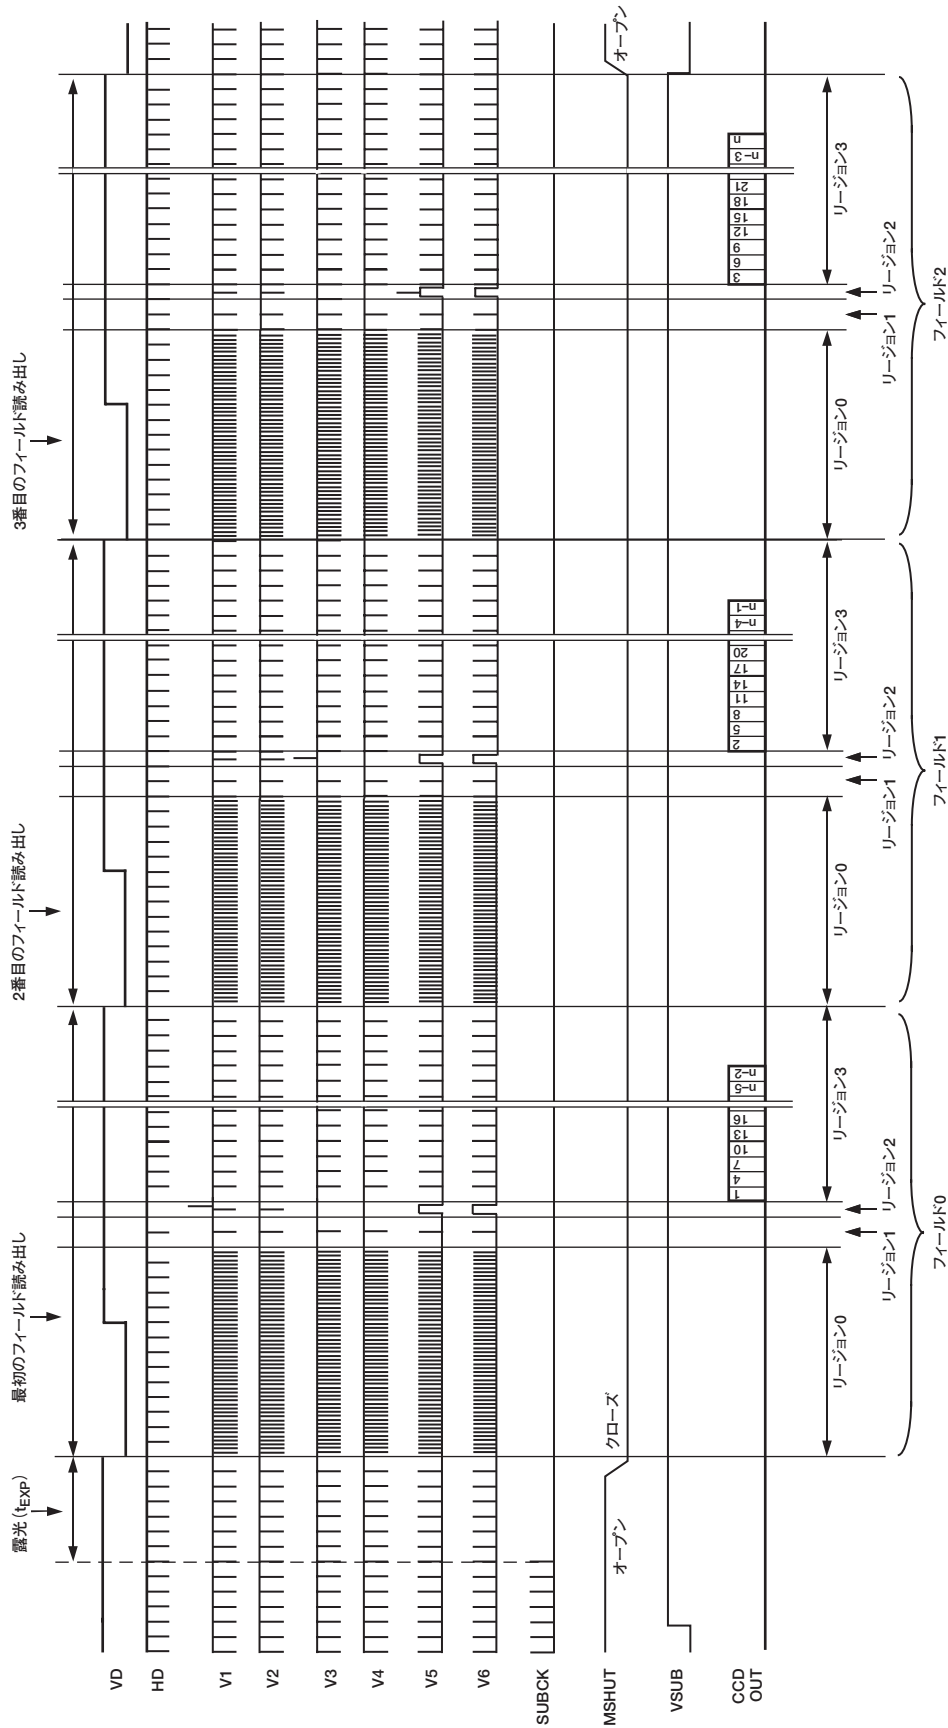 露光 (tEXP)
最初のフィールド読み出し
2番目のフィールド読み出し
3番目のフィールド読み出し
VD
HD
V1
V2
V3
V4
V5
V6
SUBCK
MSHUT
オープン
クローズ
オープン
VSUB
CCD
OUT
1 4 7 10 13 16 n-5 n-2
2 5 8 11 14 17 20 n-4 n-1
3 6 9 12 15 18 21 n-3 n
リージョン0
リージョン1
リージョン2
リージョン3
リージョン0
リージョン1
リージョン2
リージョン3
リージョン0
リージョン1
リージョン2
リージョン3
フィールド0
フィールド1
フィールド2